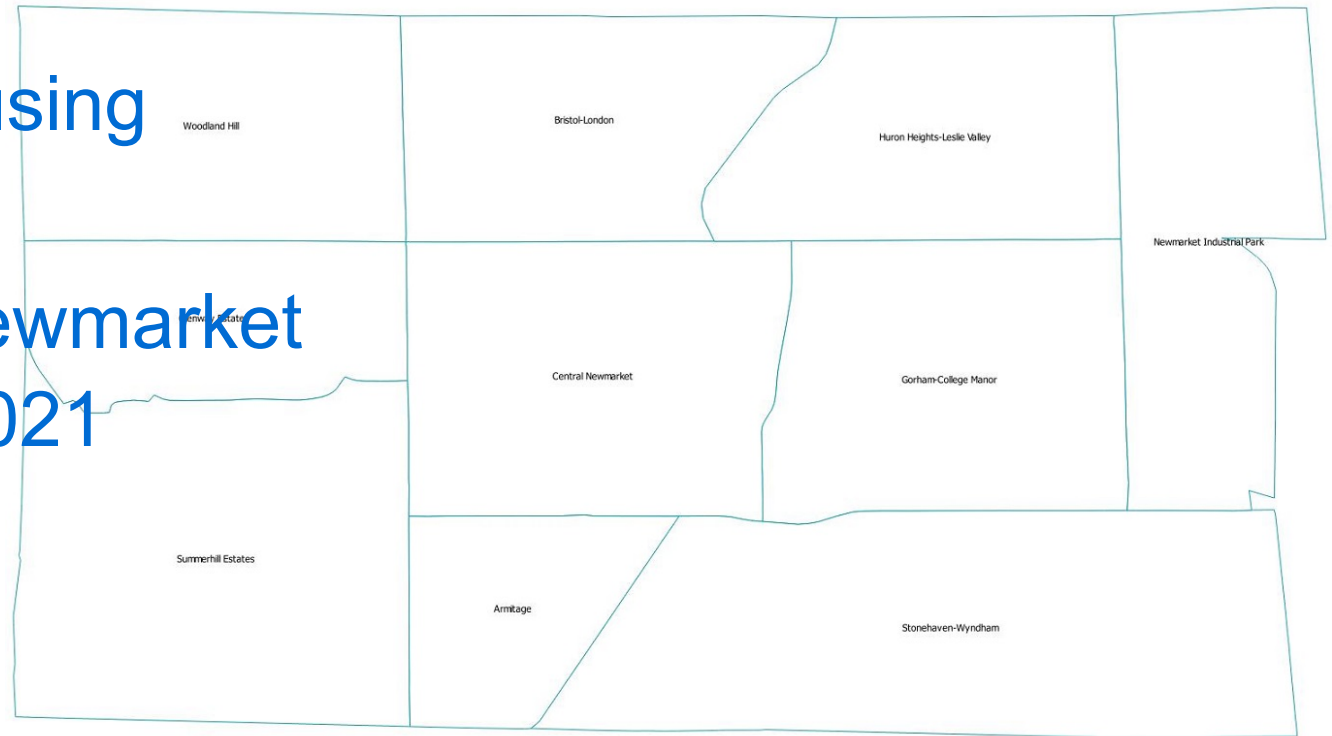 using
Woodland Hill
Bristol-London
Huron Heights-Leslie Valley
Newmarket Industrial Park
ewmarket
021
Central Newmarket
Gorham-College Manor
Summerhill Estates
Armitage
Stonehaven-Wyndham